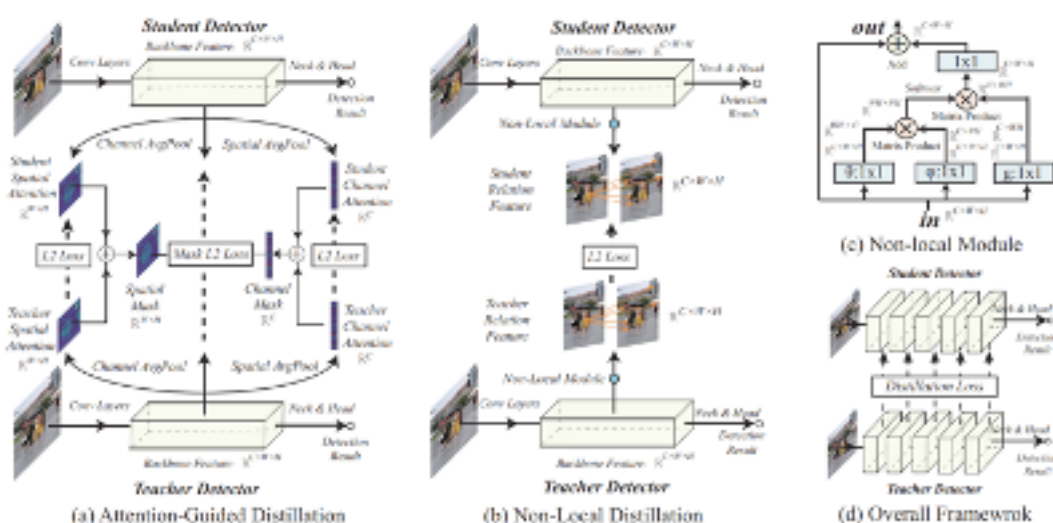 Student Detector
Backbone Feature
Conv Layers
Neck & Head
Detection
Result
Channel AvgPool
Spatial AvgPool
Student
Spatial
Attention
Student
Channel
Attention
L2 Loss
Mask L2 Loss
L2 Loss
Spatial
Mask
Channel
Mask
Teacher
Spatial
Attention
Teacher
Channel
Attention
Channel AvgPool
Spatial AvgPool
Conv Layers
Neck & Head
Detection
Result
Backbone Feature
Teacher Detector
(a) Attention-Guided Distillation
Student Detector
Backbone Feature
Conv Layers
Neck & Head
Detection
Result
Non-Local Module
Student
Relation
Feature
L2 Loss
Teacher
Relation
Feature
Non-Local Module
Conv Layers
Neck & Head
Detection
Result
Backbone Feature
Teacher Detector
(b) Non-Local Distillation
out
Add
1x1
Softmax
Matrix Product
Matrix Product
θ:1x1
φ:1x1
g:1x1
in
(c) Non-local Module
Student Detector
Neck & Head
Detection
Result
Distillation Loss
Neck & Head
Detection
Result
Teacher Detector
(d) Overall Framewrok